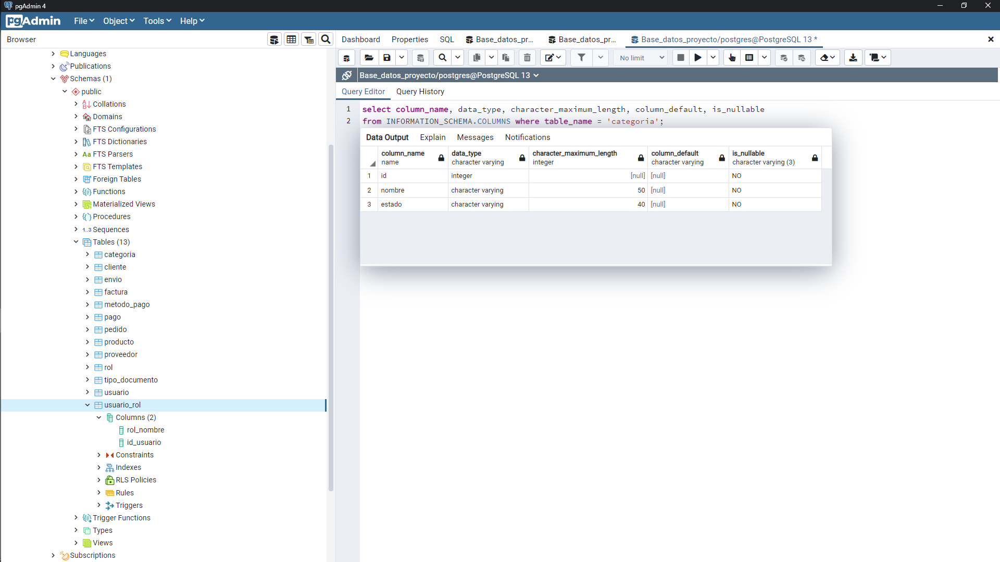 pgAdmin 4
pgAdmin File Object Tools Help
Browser
Dashboard Properties SQL Base_datos_pr... Base_datos_pr... Base_datos_proyecto/postgres@PostgreSQL 13 *
No limit
Base_datos_proyecto/postgres@PostgreSQL 13
Query Editor Query History
1 select column_name, data_type, character_maximum_length, column_default, is_nullable
2 from INFORMATION_SCHEMA.COLUMNS where table_name = 'categoria';
Data Output Explain Messages Notifications
column_name data_type character_maximum_length column_default is_nullable
name character varying integer character varying character varying (3)
1 id integer [null] [null] NO
2 nombre character varying 50 [null] NO
3 estado character varying 40 [null] NO
Languages
Publications
Schemas (1)
public
Collations
Domains
FTS Configurations
FTS Dictionaries
Aa FTS Parsers
FTS Templates
Foreign Tables
Functions
Materialized Views
Procedures
1..3 Sequences
Tables (13)
categoria
cliente
envio
factura
metodo_pago
pago
pedido
producto
proveedor
rol
tipo_documento
usuario
usuario_rol
Columns (2)
rol_nombre
id_usuario
Constraints
Indexes
RLS Policies
Rules
Triggers
Trigger Functions
Types
Views
Subscriptions